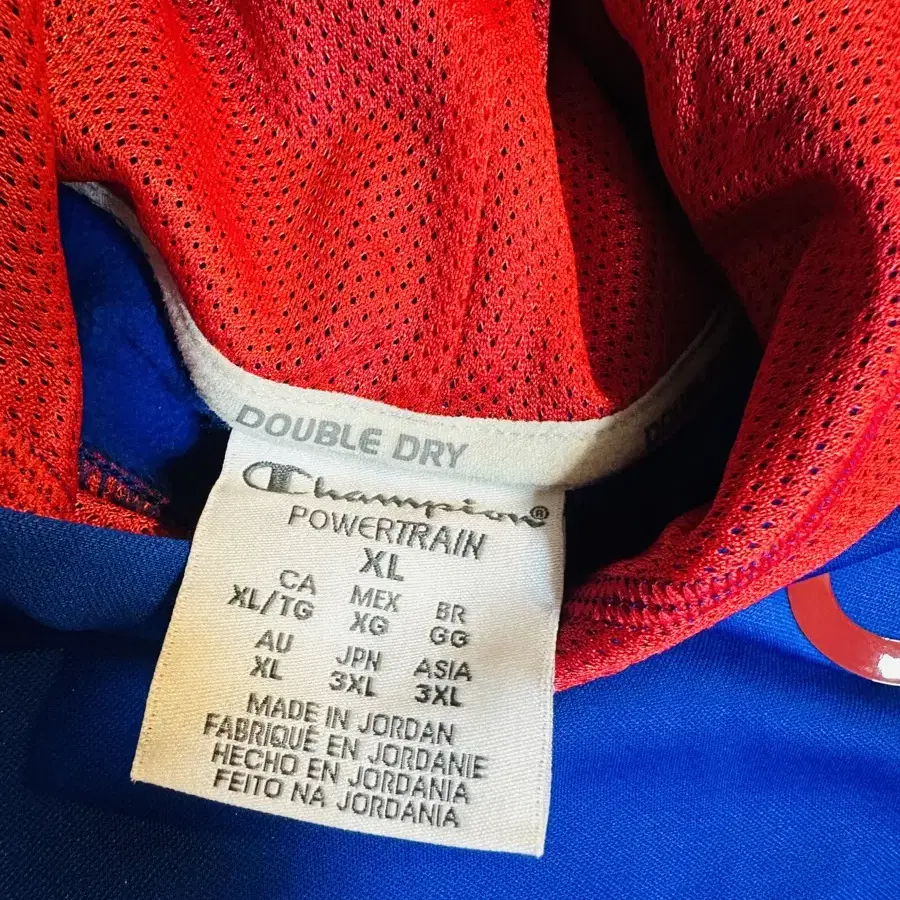 DOUBLE DRY
Champion®
POWERTRAIN
XL
CA MEX BR
XL/TG XG GG
AU JPN ASIA
XL 3XL 3XL
MADE IN JORDAN
FABRIQUÉ EN JORDANIE
HECHO EN JORDANIA
FEITO NA JORDANIA